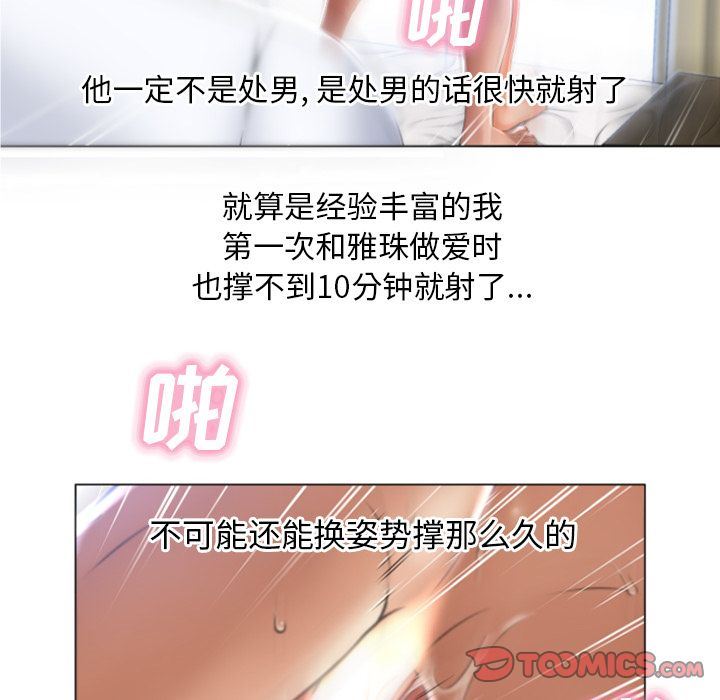 啪
他一定不是处男, 是处男的话很快就射了
就算是经验丰富的我
第一次和雅珠做爱时
也撑不到10分钟就射了...
啪
不可能还能换姿势撑那么久的
TOOMICS.COM